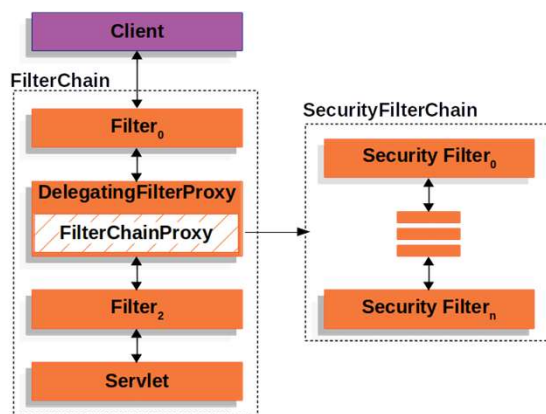 Client
FilterChain
Filter₀
DelegatingFilterProxy
FilterChainProxy
Filter₂
Servlet
SecurityFilterChain
Security Filter₀
Security Filterₙ